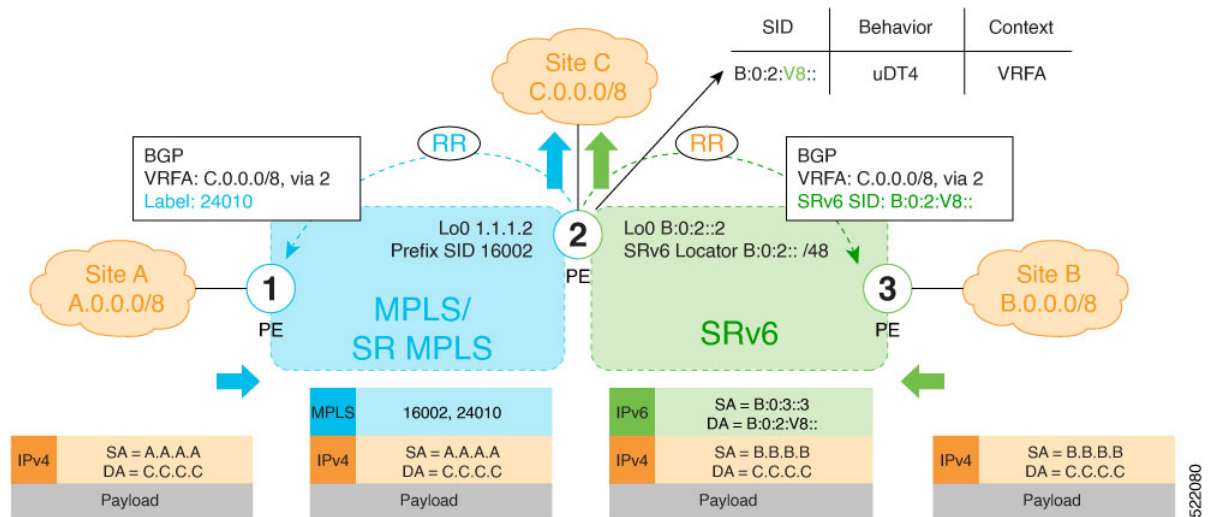 SID Behavior Context
B:0:2:V8:: uDT4 VRFA
Site C
C.0.0.0/8
RR
RR
BGP
VRFA: C.0.0.0/8, via 2
Label: 24010
BGP
VRFA: C.0.0.0/8, via 2
SRv6 SID: B:0:2:V8::
Lo0 1.1.1.2
Prefix SID 16002
2
PE
Lo0 B:0:2::2
SRv6 Locator B:0:2:: /48
Site A
A.0.0.0/8
1
PE
MPLS/
SR MPLS
SRv6
3
PE
Site B
B.0.0.0/8
IPv4
SA = A.A.A.A
DA = C.C.C.C
Payload
MPLS
16002, 24010
IPv4
SA = A.A.A.A
DA = C.C.C.C
Payload
IPv6
SA = B:0:3::3
DA = B:0:2:V8::
IPv4
SA = B.B.B.B
DA = C.C.C.C
Payload
IPv4
SA = B.B.B.B
DA = C.C.C.C
Payload
522080